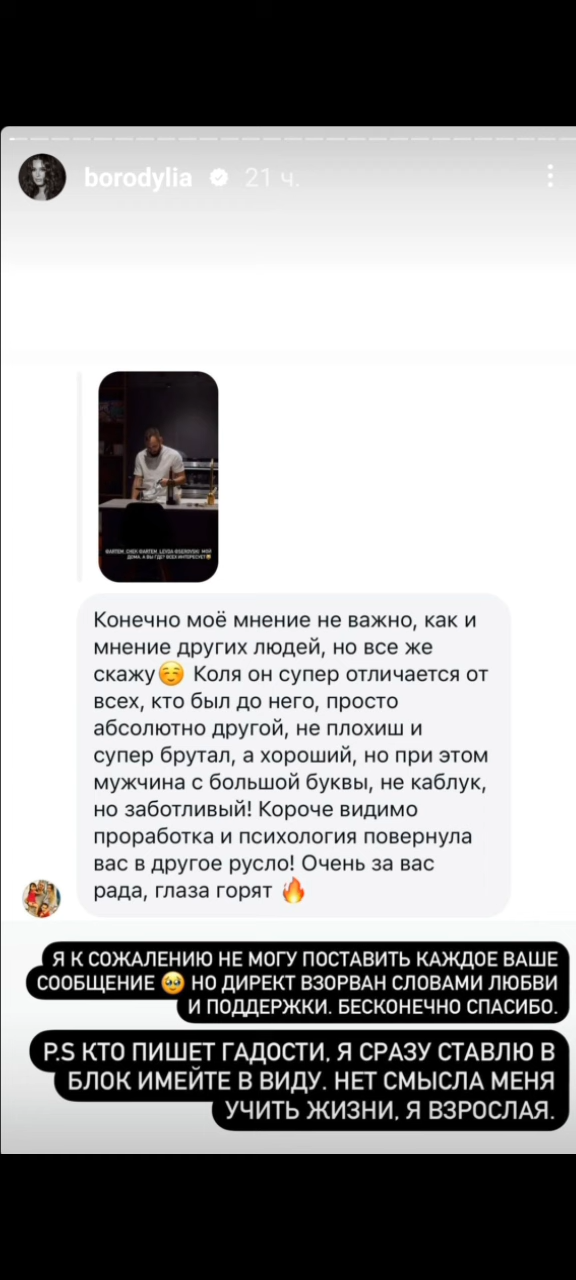 borodylia 21 ч.
Конечно моё мнение не важно, как и
мнение других людей, но все же
скажу☺️ Коля он супер отличается от
всех, кто был до него, просто
абсолютно другой, не плохиш и
супер брутал, а хороший, но при этом
мужчина с большой буквы, не каблук,
но заботливый! Короче видимо
проработка и психология повернула
вас в другое русло! Очень за вас
рада, глаза горят 🔥
Я К СОЖАЛЕНИЮ НЕ МОГУ ПОСТАВИТЬ КАЖДОЕ ВАШЕ
СООБЩЕНИЕ 🥹 НО ДИРЕКТ ВЗОРВАН СЛОВАМИ ЛЮБВИ
И ПОДДЕРЖКИ. БЕСКОНЕЧНО СПАСИБО.
P.S КТО ПИШЕТ ГАДОСТИ, Я СРАЗУ СТАВЛЮ В
БЛОК ИМЕЙТЕ В ВИДУ. НЕТ СМЫСЛА МЕНЯ
УЧИТЬ ЖИЗНИ, Я ВЗРОСЛАЯ.